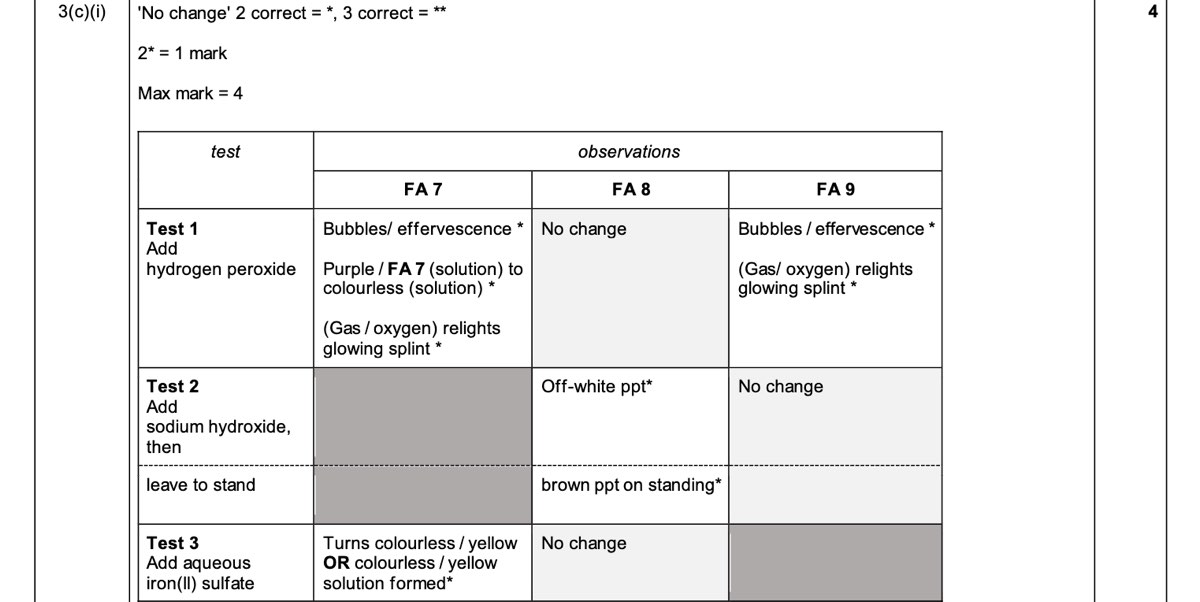 3(c)(i)
'No change' 2 correct = *, 3 correct = **
4
2* = 1 mark
Max mark = 4
test
observations
FA 7
FA 8
FA 9
Test 1
Add
hydrogen peroxide
Bubbles/ effervescence *
Purple / FA 7 (solution) to
colourless (solution) *
(Gas / oxygen) relights
glowing splint *
No change
Bubbles / effervescence *
(Gas/ oxygen) relights
glowing splint *
Test 2
Add
sodium hydroxide,
then
Off-white ppt*
No change
leave to stand
brown ppt on standing*
Test 3
Add aqueous
iron(II) sulfate
Turns colourless / yellow
OR colourless / yellow
solution formed*
No change